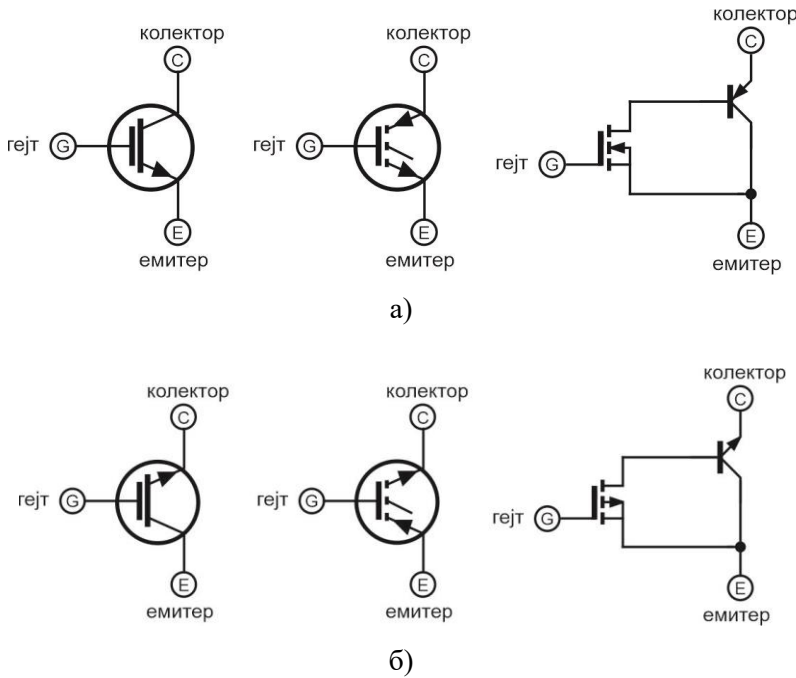 колектор
C
гејт G
E
емитер
колектор
C
гејт G
E
емитер
колектор
C
гејт G
E
емитер
а)
колектор
C
гејт G
E
емитер
колектор
C
гејт G
E
емитер
колектор
C
гејт G
E
емитер
б)